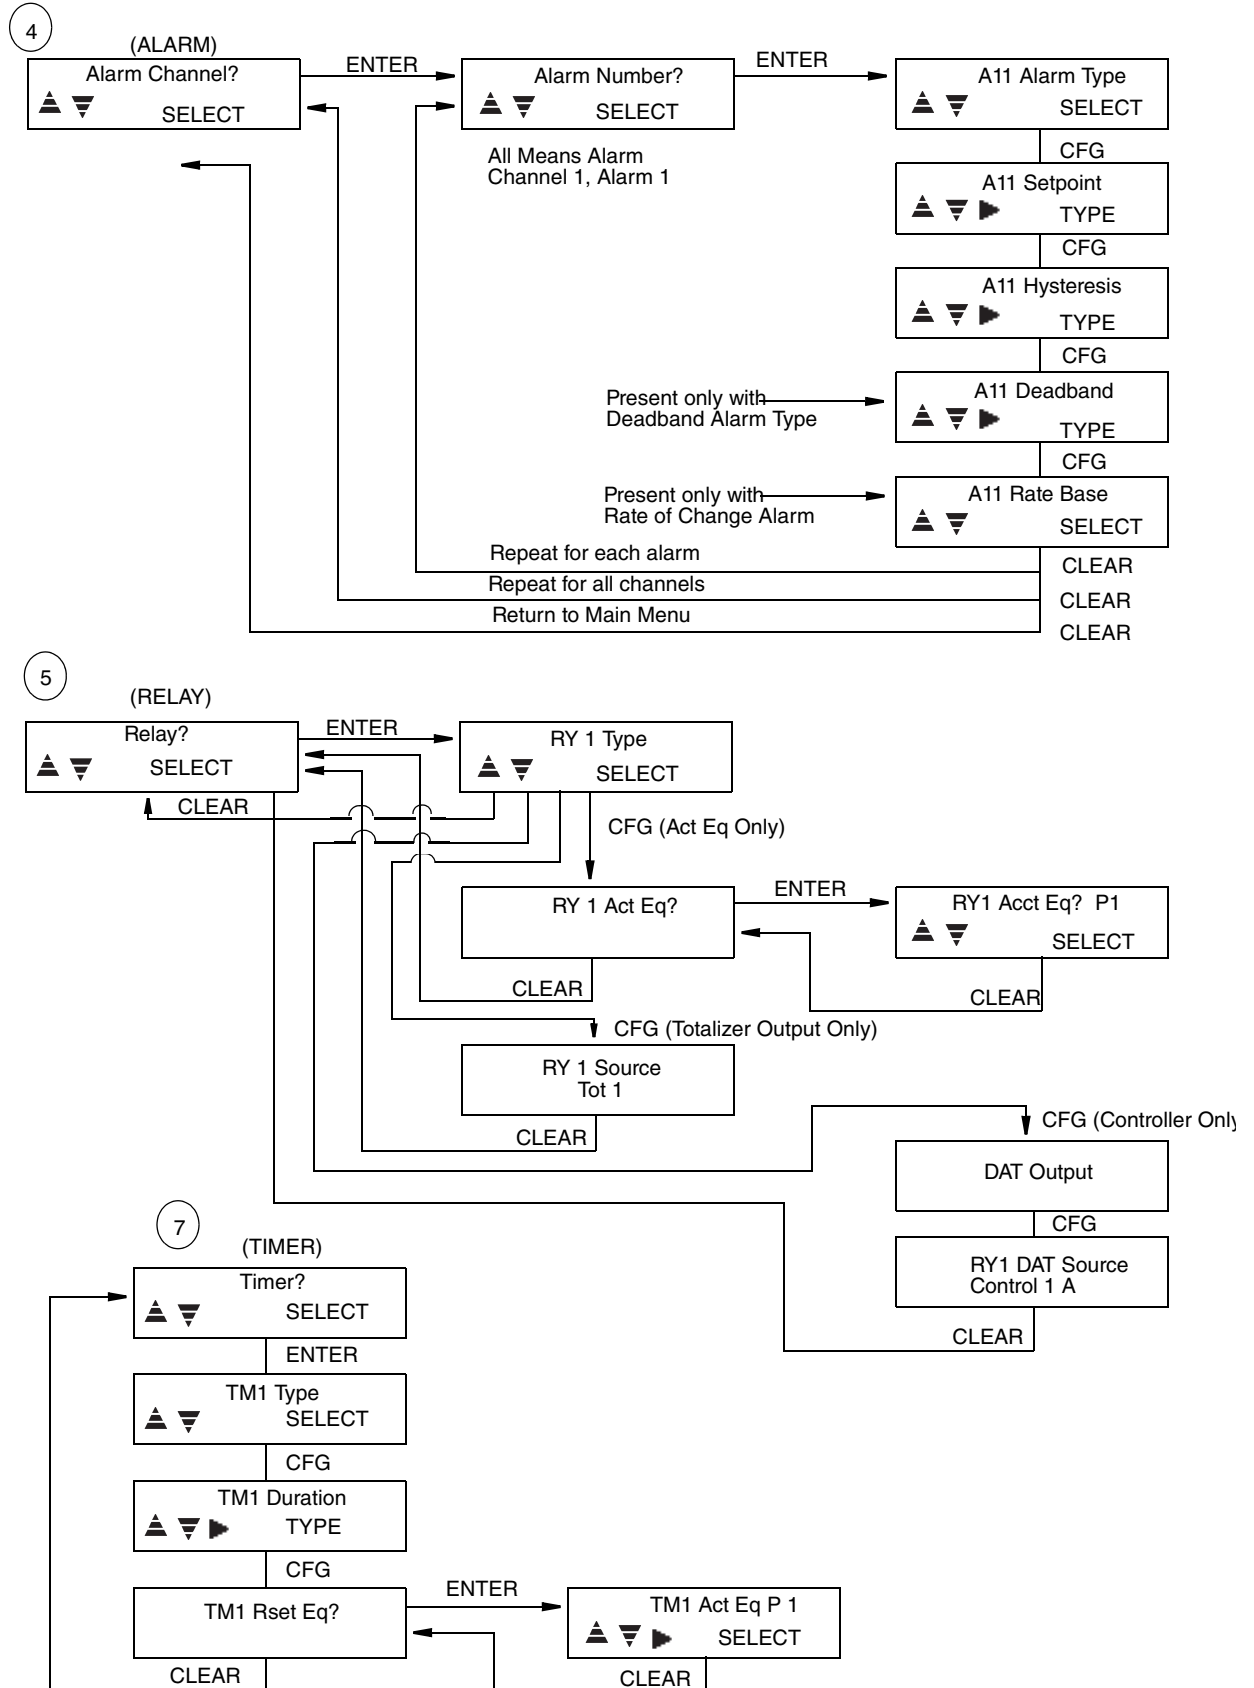 4
(ALARM)
Alarm Channel?
SELECT
ENTER
Alarm Number?
SELECT
ENTER
A11 Alarm Type
SELECT
All Means Alarm
Channel 1, Alarm 1
CFG
A11 Setpoint
TYPE
CFG
A11 Hysteresis
TYPE
CFG
Present only with
Deadband Alarm Type
A11 Deadband
TYPE
CFG
Present only with
Rate of Change Alarm
A11 Rate Base
SELECT
Repeat for each alarm
CLEAR
Repeat for all channels
CLEAR
Return to Main Menu
CLEAR
5
(RELAY)
Relay?
SELECT
ENTER
RY 1 Type
SELECT
CLEAR
CFG (Act Eq Only)
RY 1 Act Eq?
ENTER
RY1 Acct Eq? P1
SELECT
CLEAR
CLEAR
CFG (Totalizer Output Only)
RY 1 Source
Tot 1
CLEAR
CFG (Controller Only
DAT Output
CFG
RY1 DAT Source
Control 1 A
CLEAR
7
(TIMER)
Timer?
SELECT
ENTER
TM1 Type
SELECT
CFG
TM1 Duration
TYPE
CFG
TM1 Rset Eq?
ENTER
TM1 Act Eq P 1
SELECT
CLEAR
CLEAR